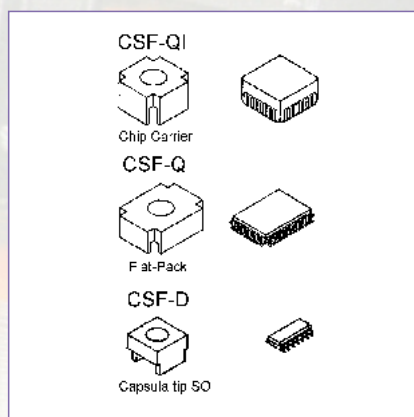 CSF-QI
Chip Carrier
CSF-Q
Flat-Pack
CSF-D
Capsula tip SO